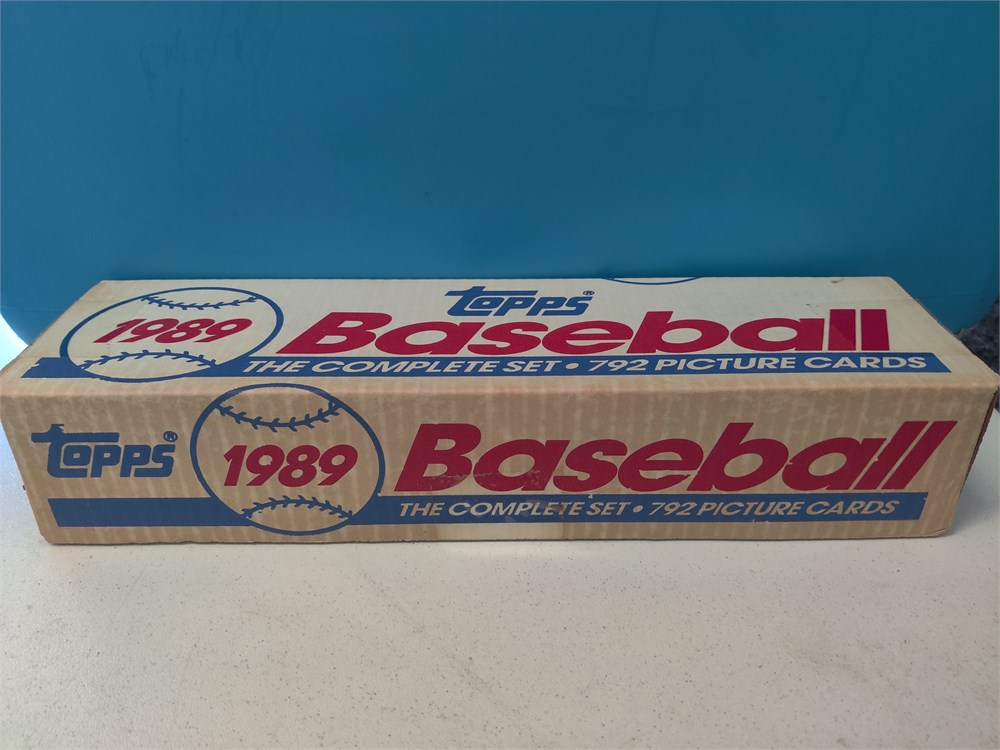 TOPPS®
1989
Baseball
THE COMPLETE SET • 792 PICTURE CARDS
TOPPS®
1989
Baseball
THE COMPLETE SET • 792 PICTURE CARDS